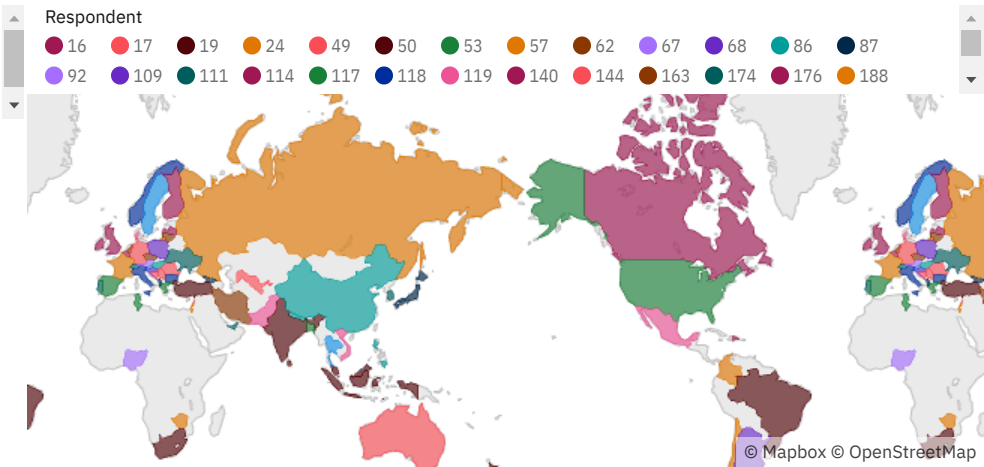 Respondent
16 17 19 24 49 50 53 57 62 67 68 86 87
92 109 111 114 117 118 119 140 144 163 174 176 188
© Mapbox © OpenStreetMap